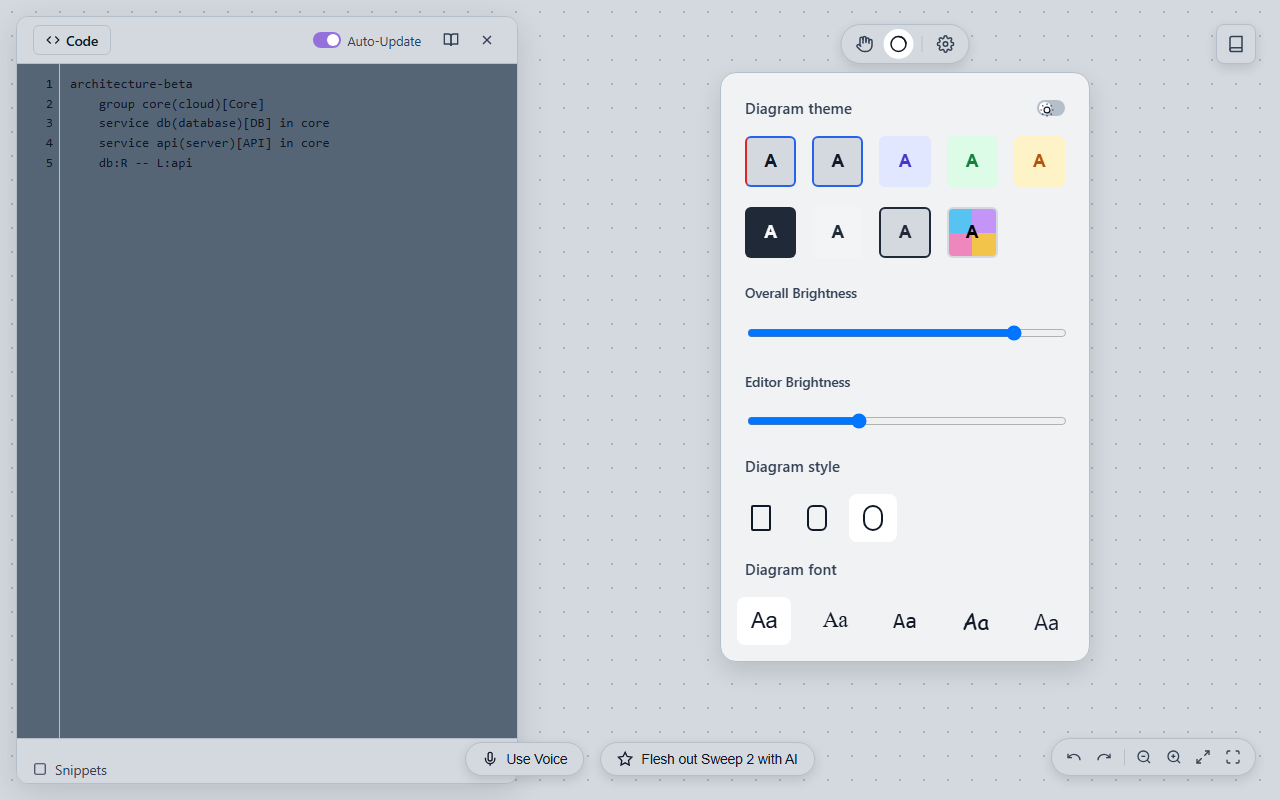 Code
Auto-Update
1 architecture-beta
2 group core(cloud)[Core]
3 service db(database)[DB] in core
4 service api(server)[API] in core
5 db:R -- L:api
Snippets
Use Voice
Flesh out Sweep 2 with AI
Diagram theme
A A A A A
A A A A
Overall Brightness
Editor Brightness
Diagram style
Diagram font
Aa Aa Aa Aa Aa